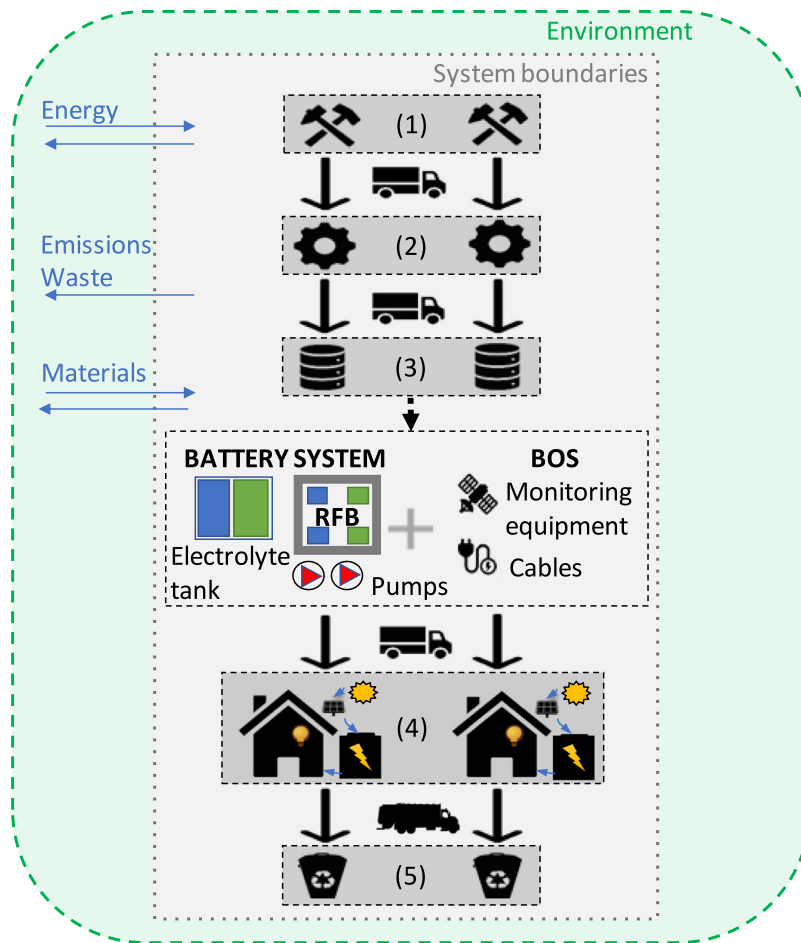 Environment
System boundaries
Energy
(1)
Emissions
Waste
(2)
Materials
(3)
BATTERY SYSTEM
BOS
RFB
Monitoring
equipment
Electrolyte
tank
Pumps
Cables
(4)
(5)